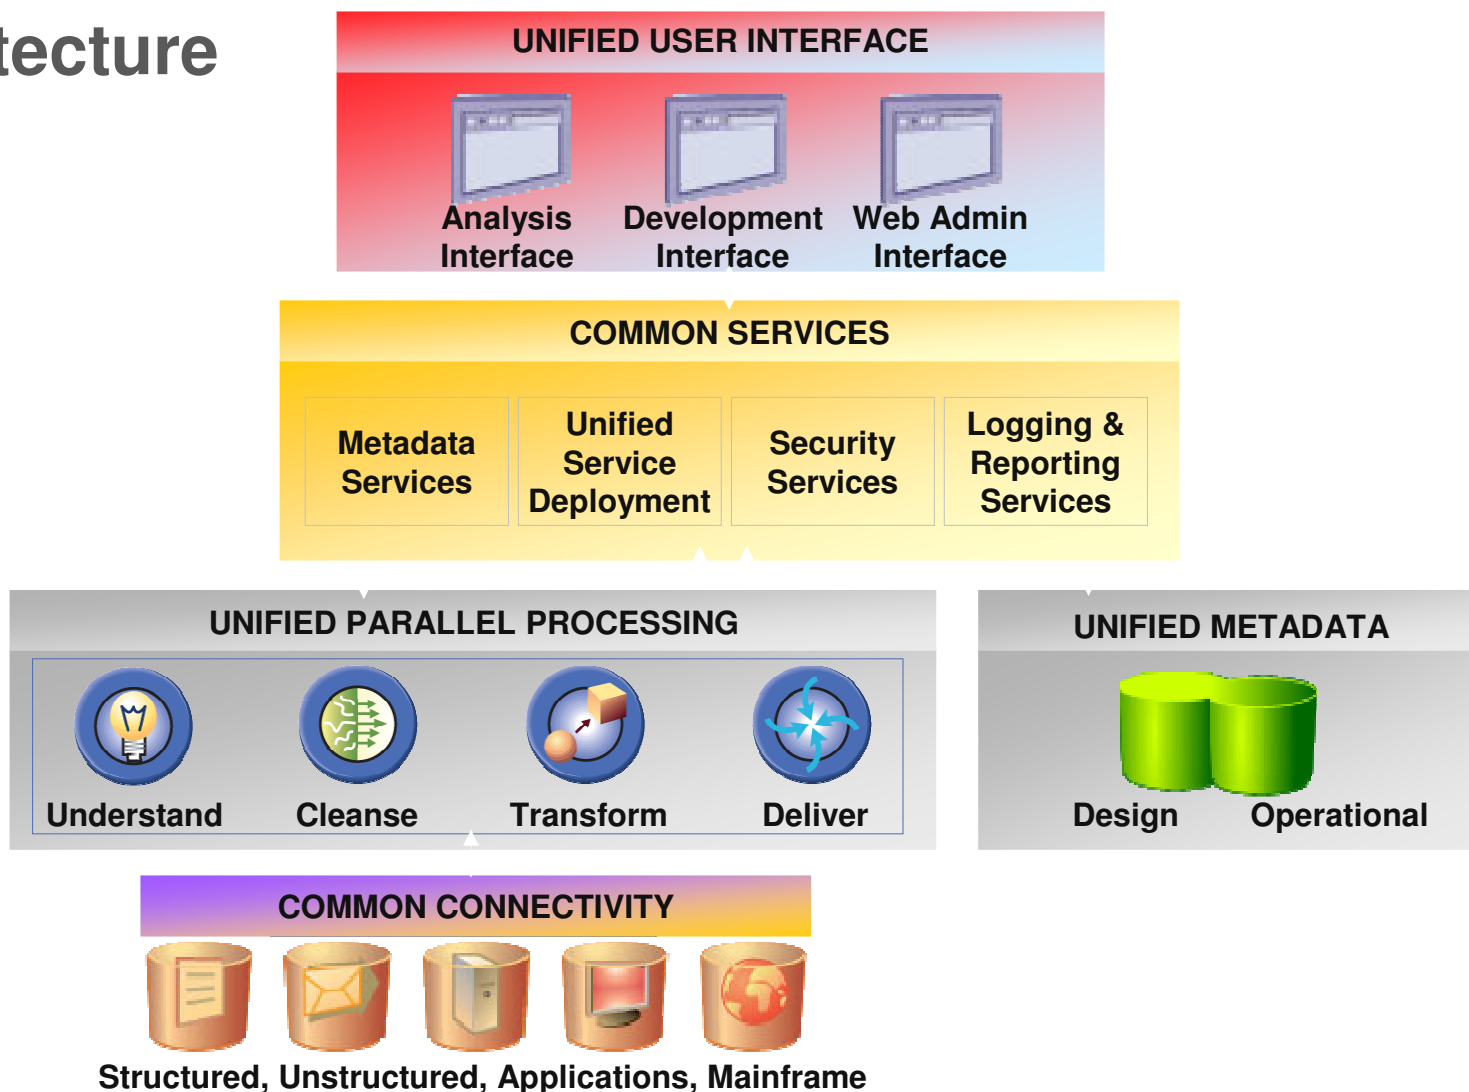 tecture
UNIFIED USER INTERFACE
Analysis
Interface
Development
Interface
Web Admin
Interface
COMMON SERVICES
Metadata
Services
Unified
Service
Deployment
Security
Services
Logging &
Reporting
Services
UNIFIED PARALLEL PROCESSING
Understand
Cleanse
Transform
Deliver
UNIFIED METADATA
Design
Operational
COMMON CONNECTIVITY
Structured, Unstructured, Applications, Mainframe